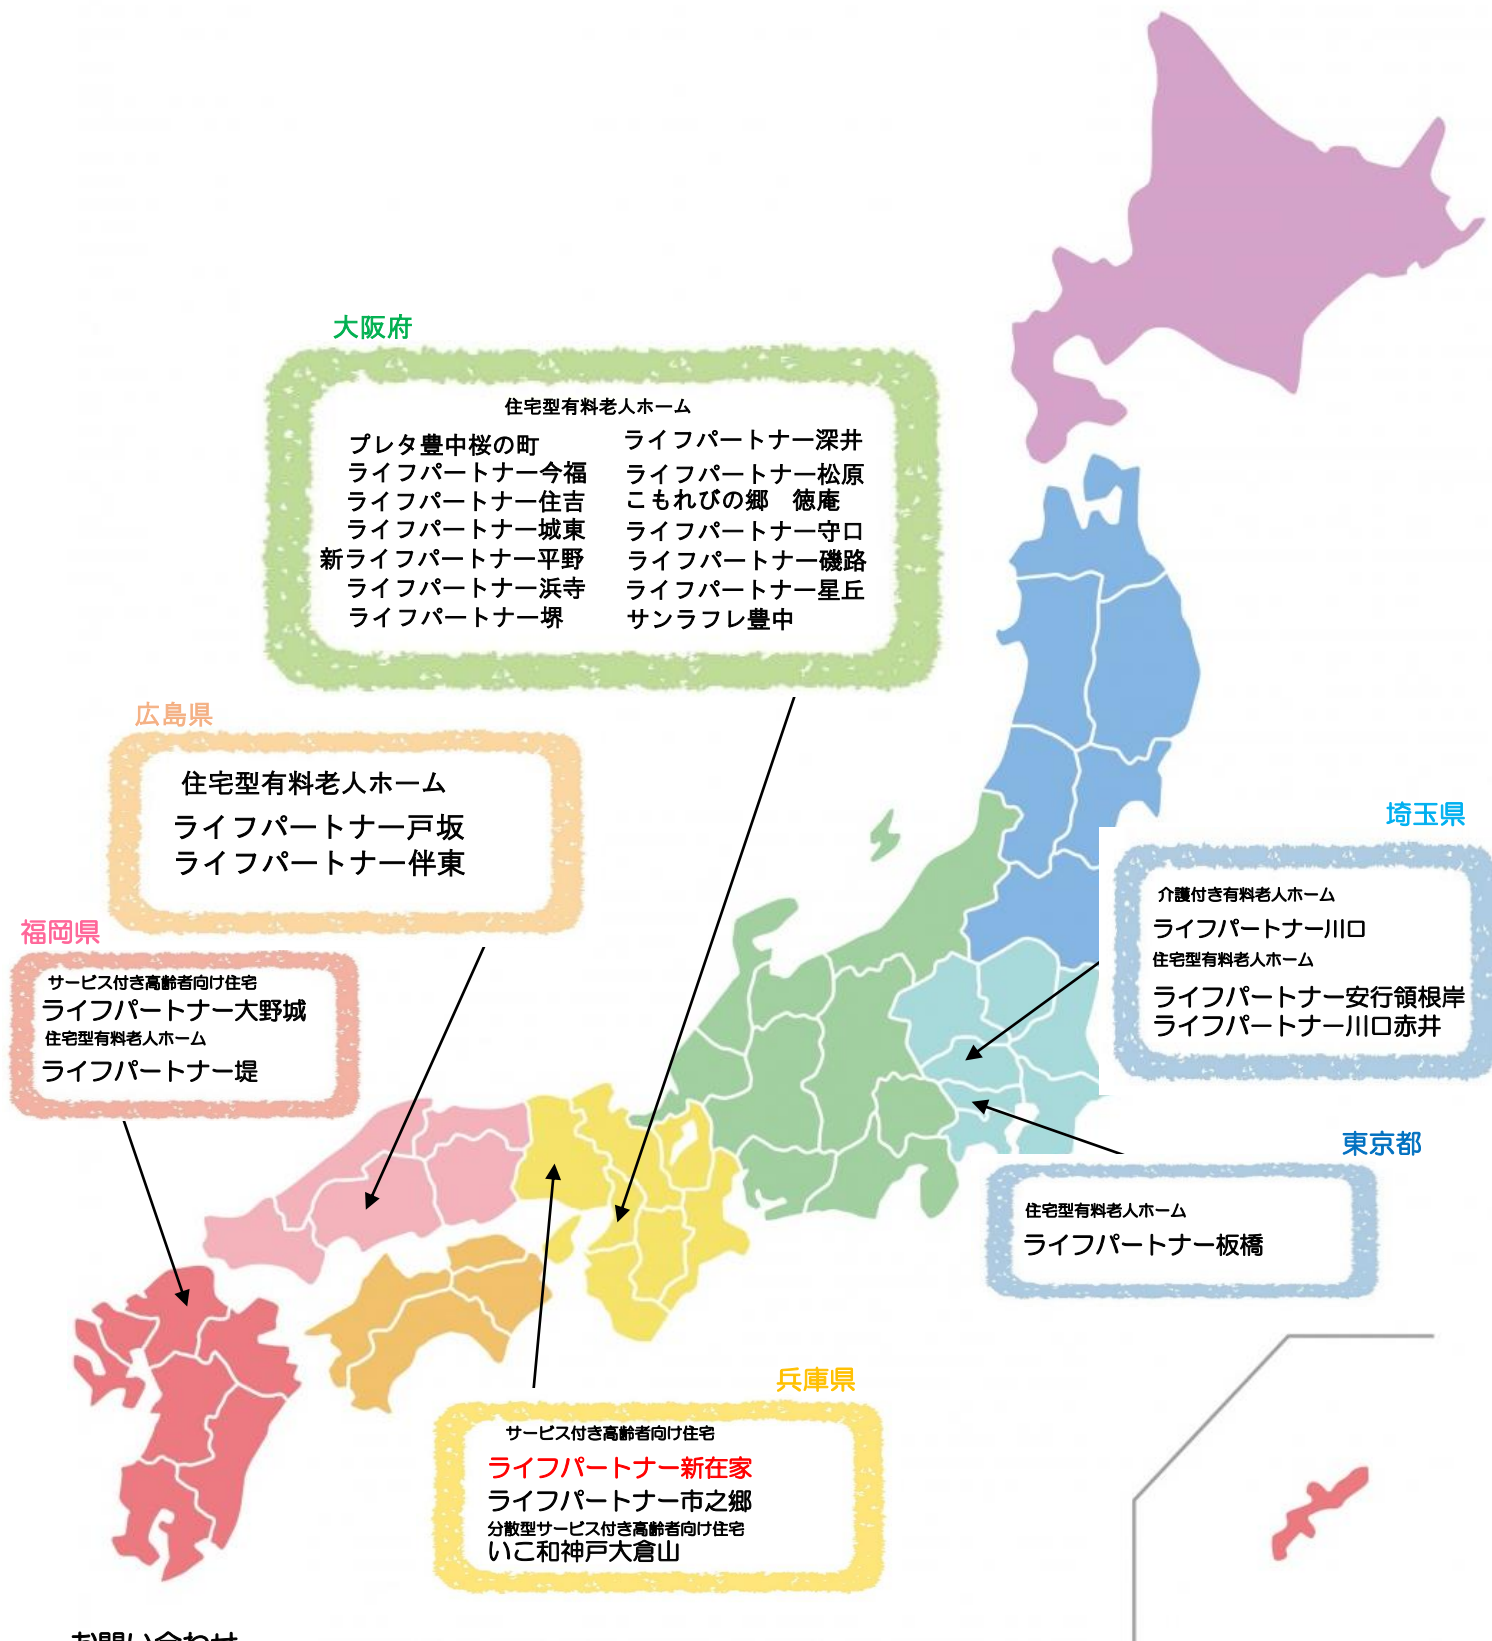 大阪府
住宅型有料老人ホーム
プレタ豊中桜の町
ライフパートナー今福
ライフパートナー住吉
ライフパートナー城東
新ライフパートナー平野
ライフパートナー浜寺
ライフパートナー堺
ライフパートナー深井
ライフパートナー松原
こもれびの郷　徳庵
ライフパートナー守口
ライフパートナー磯路
ライフパートナー星丘
サンラフレ豊中
広島県
住宅型有料老人ホーム
ライフパートナー戸坂
ライフパートナー伴東
埼玉県
介護付き有料老人ホーム
ライフパートナー川口
住宅型有料老人ホーム
ライフパートナー安行領根岸
ライフパートナー川口赤井
福岡県
サービス付き高齢者向け住宅
ライフパートナー大野城
住宅型有料老人ホーム
ライフパートナー堤
東京都
住宅型有料老人ホーム
ライフパートナー板橋
兵庫県
サービス付き高齢者向け住宅
ライフパートナー新在家
ライフパートナー市之郷
分散型サービス付き高齢者向け住宅
いこ和神戸大倉山
お問い合わせ